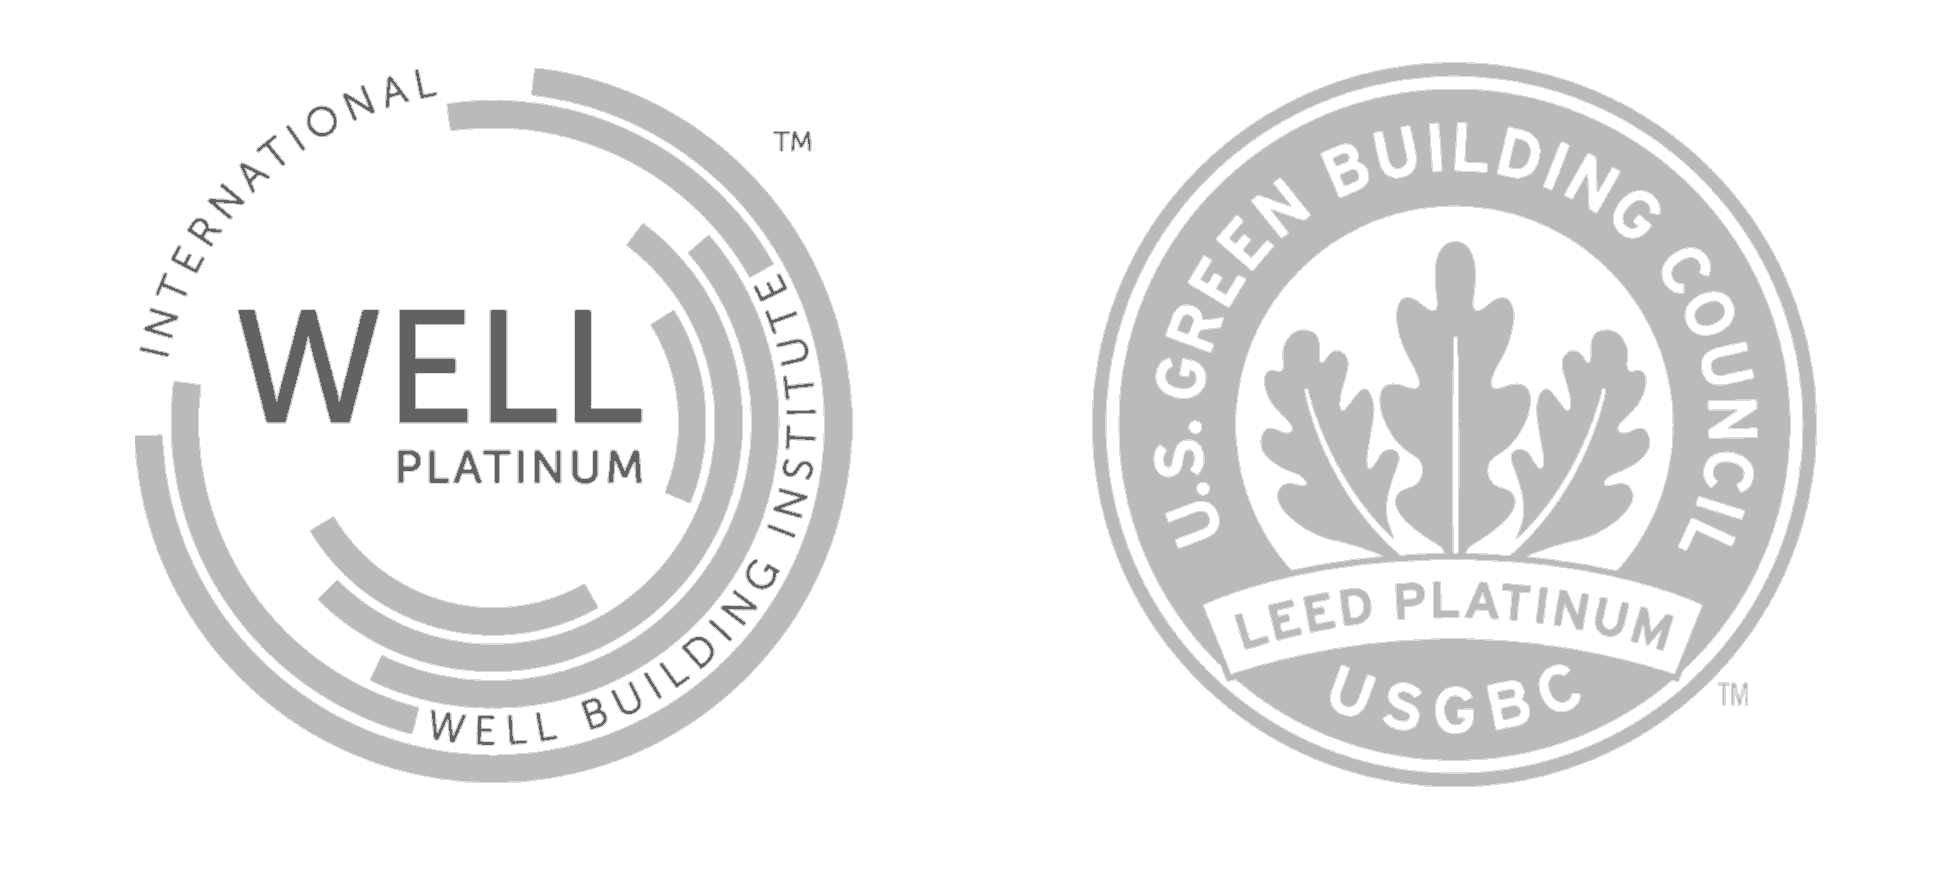 INTERNATIONAL
WELL
PLATINUM
WELL BUILDING INSTITUTE
TM
U.S. GREEN BUILDING COUNCIL
LEED PLATINUM
USGBC
TM